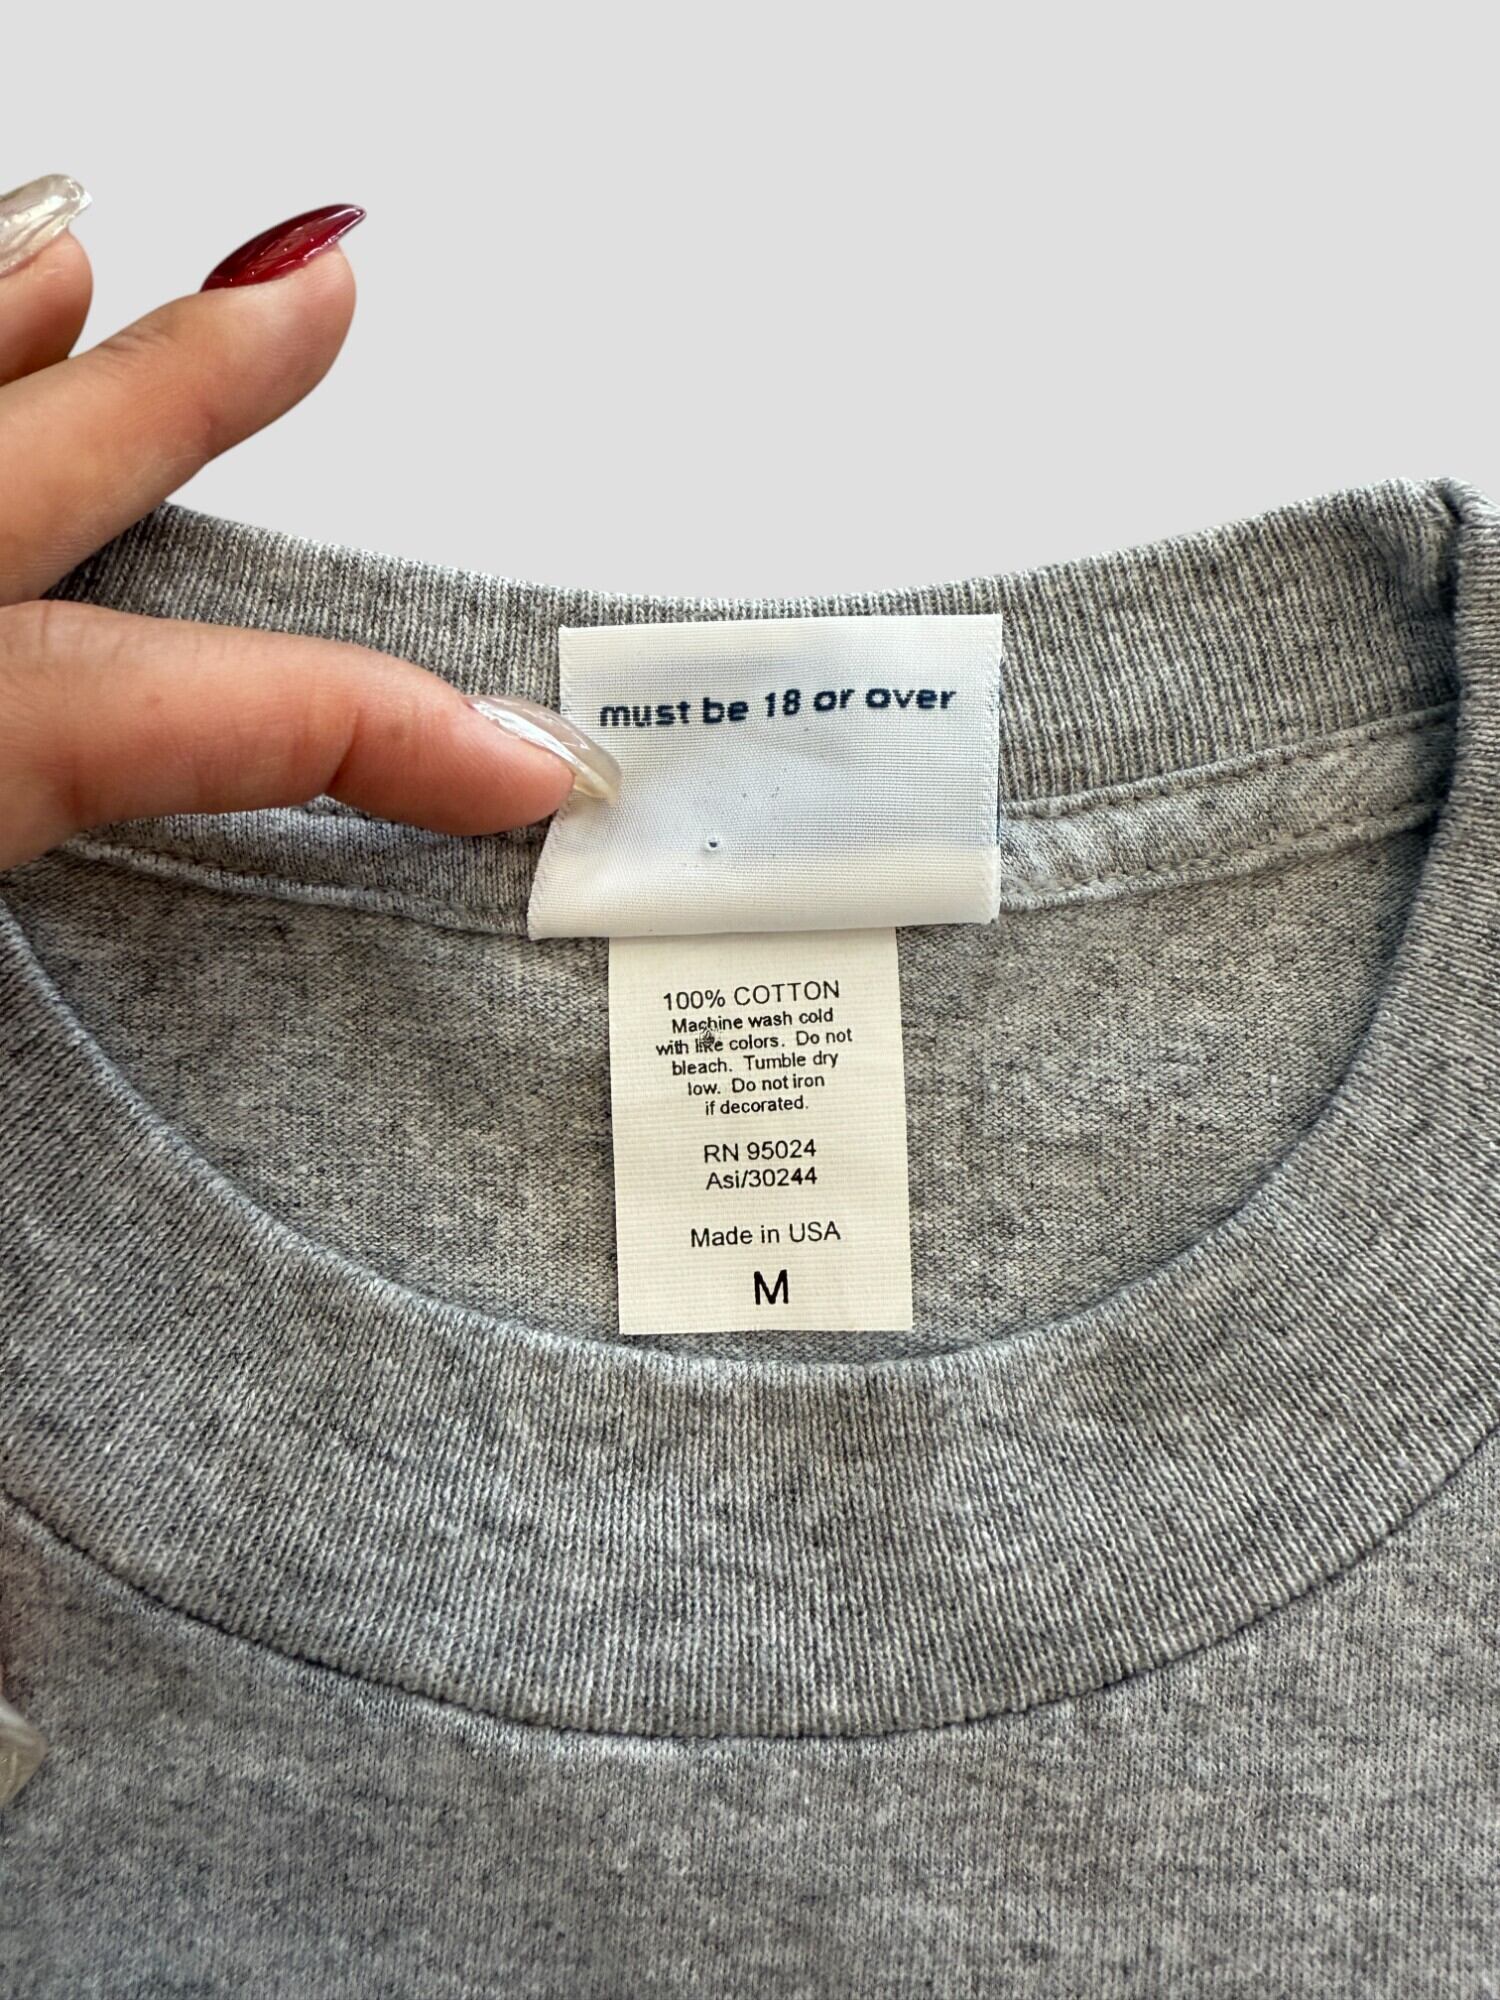 must be 18 or over
100% COTTON
Machine wash cold
with like colors. Do not
bleach. Tumble dry
low. Do not iron
if decorated.
RN 95024
Asi/30244
Made in USA
M